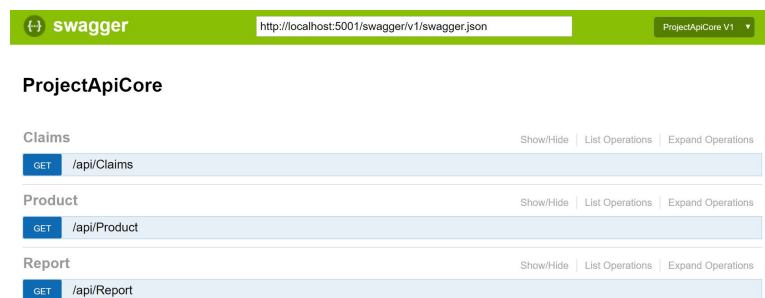 {··} swagger http://localhost:5001/swagger/v1/swagger.json ProjectApiCore V1
ProjectApiCore
Claims Show/Hide List Operations Expand Operations
GET /api/Claims
Product Show/Hide List Operations Expand Operations
GET /api/Product
Report Show/Hide List Operations Expand Operations
GET /api/Report